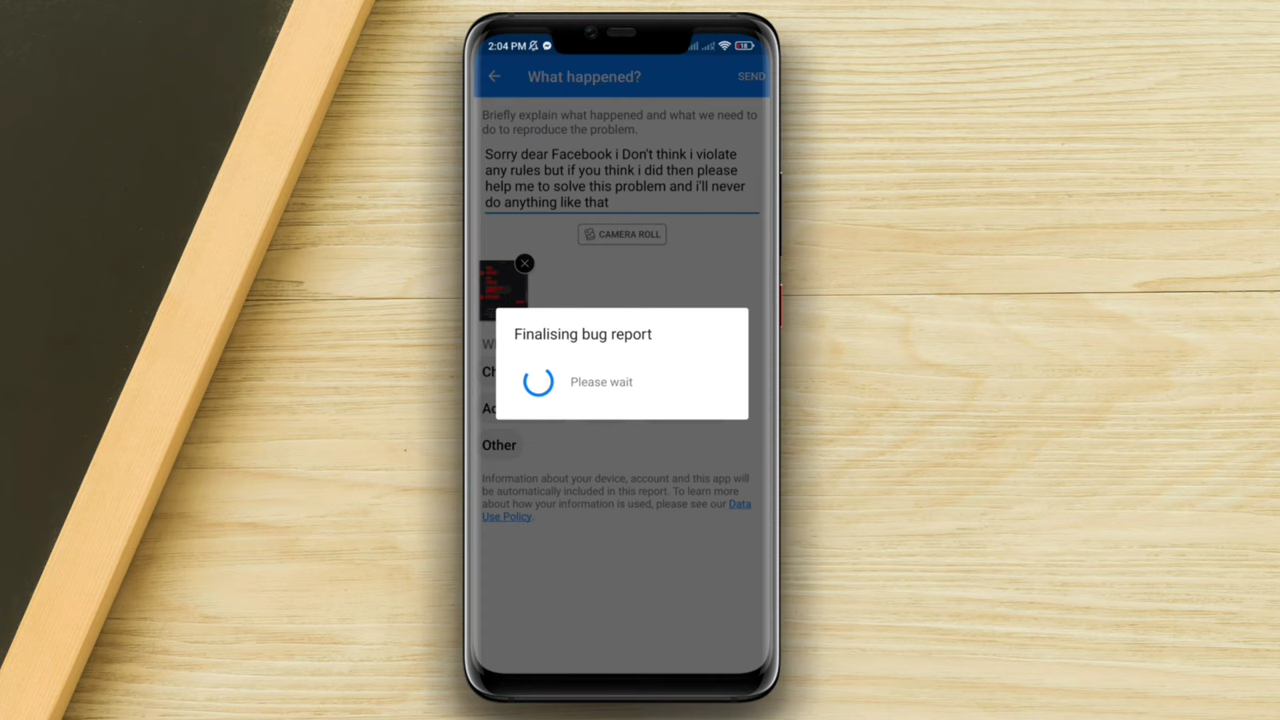 2:04 PM
18
What happened?
SEND
Briefly explain what happened and what we need to
do to reproduce the problem.
Sorry dear Facebook i Don't think i violate
any rules but if you think i did then please
help me to solve this problem and i'll never
do anything like that
CAMERA ROLL
Finalising bug report
Please wait
Other
Information about your device, account and this app will
be automatically included in this report. To learn more
about how your information is used, please see our Data
Use Policy.